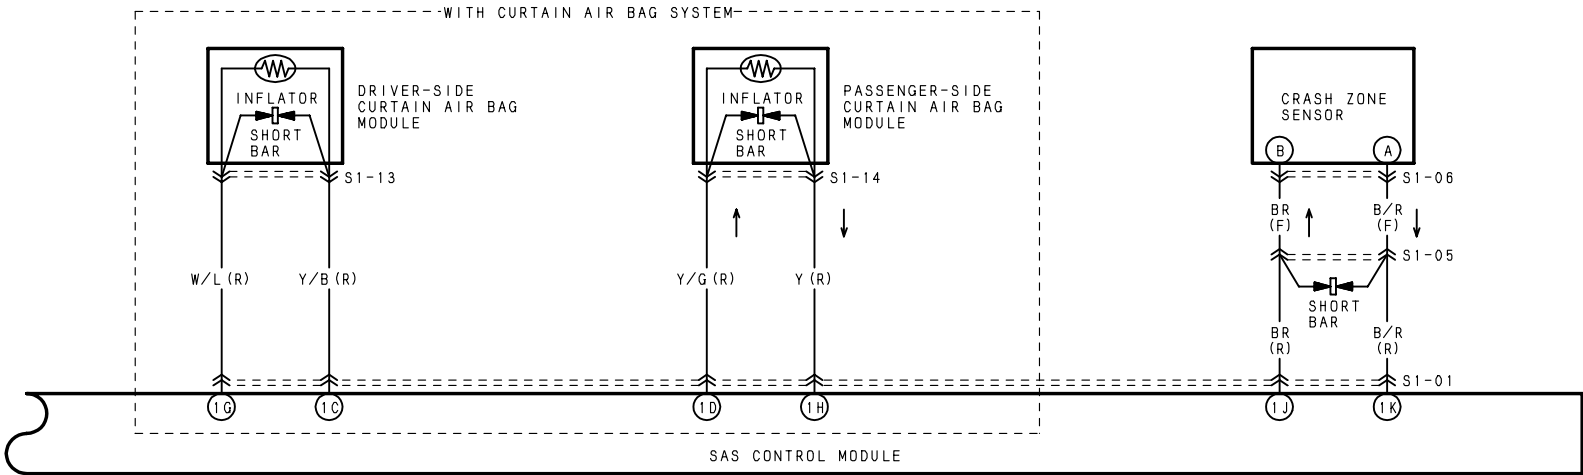 WITH CURTAIN AIR BAG SYSTEM
INFLATOR
SHORT
BAR
DRIVER-SIDE
CURTAIN AIR BAG
MODULE
INFLATOR
SHORT
BAR
PASSENGER-SIDE
CURTAIN AIR BAG
MODULE
CRASH ZONE
SENSOR
B
A
S1-13
S1-14
S1-06
BR
(F)
B/R
(F)
S1-05
W/L(R)
Y/B(R)
Y/G(R)
Y(R)
SHORT
BAR
BR
(R)
B/R
(R)
S1-01
1G
1C
1D
1H
1J
1K
SAS CONTROL MODULE